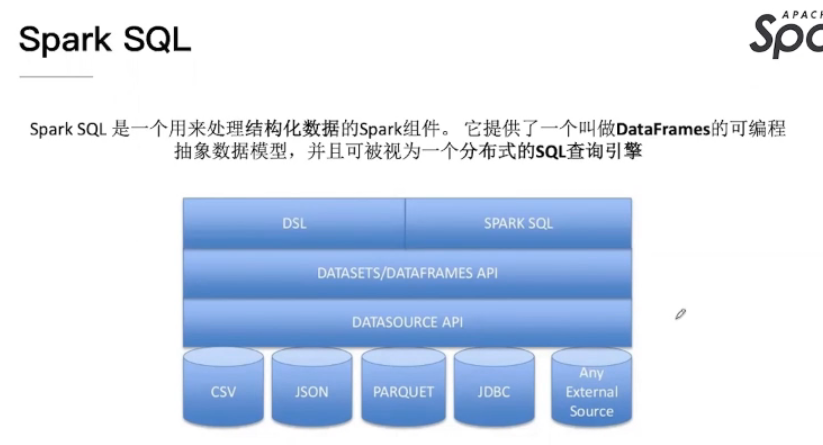 Spark SQL
APACH
Spo
Spark SQL 是一个用来处理结构化数据的Spark组件。 它提供了一个叫做DataFrames的可编程
抽象数据模型，并且可被视为一个分布式的SQL查询引擎
DSL
SPARK SQL
DATASETS/DATAFRAMES API
DATASOURCE API
CSV
JSON
PARQUET
JDBC
Any
External
Source